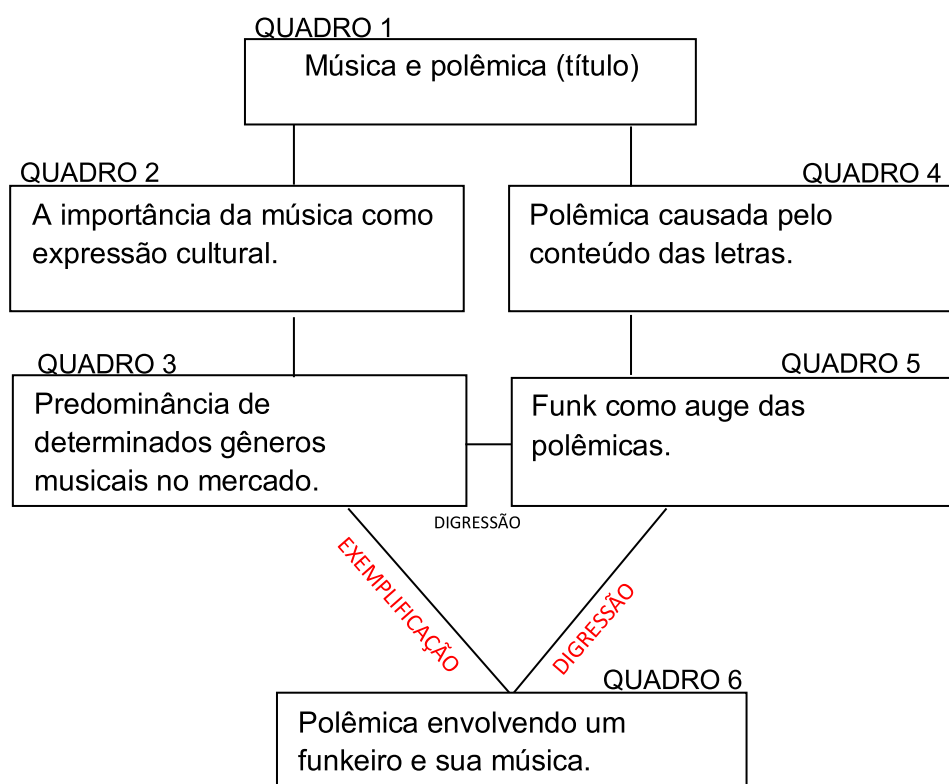 QUADRO 1
Música e polêmica (título)
QUADRO 2
A importância da música como
expressão cultural.
QUADRO 4
Polêmica causada pelo
conteúdo das letras.
QUADRO 3
Predominância de
determinados gêneros
musicais no mercado.
QUADRO 5
Funk como auge das
polêmicas.
DIGRESSÃO
EXEMPLIFICAÇÃO
DIGRESSÃO
QUADRO 6
Polêmica envolvendo um
funkeiro e sua música.